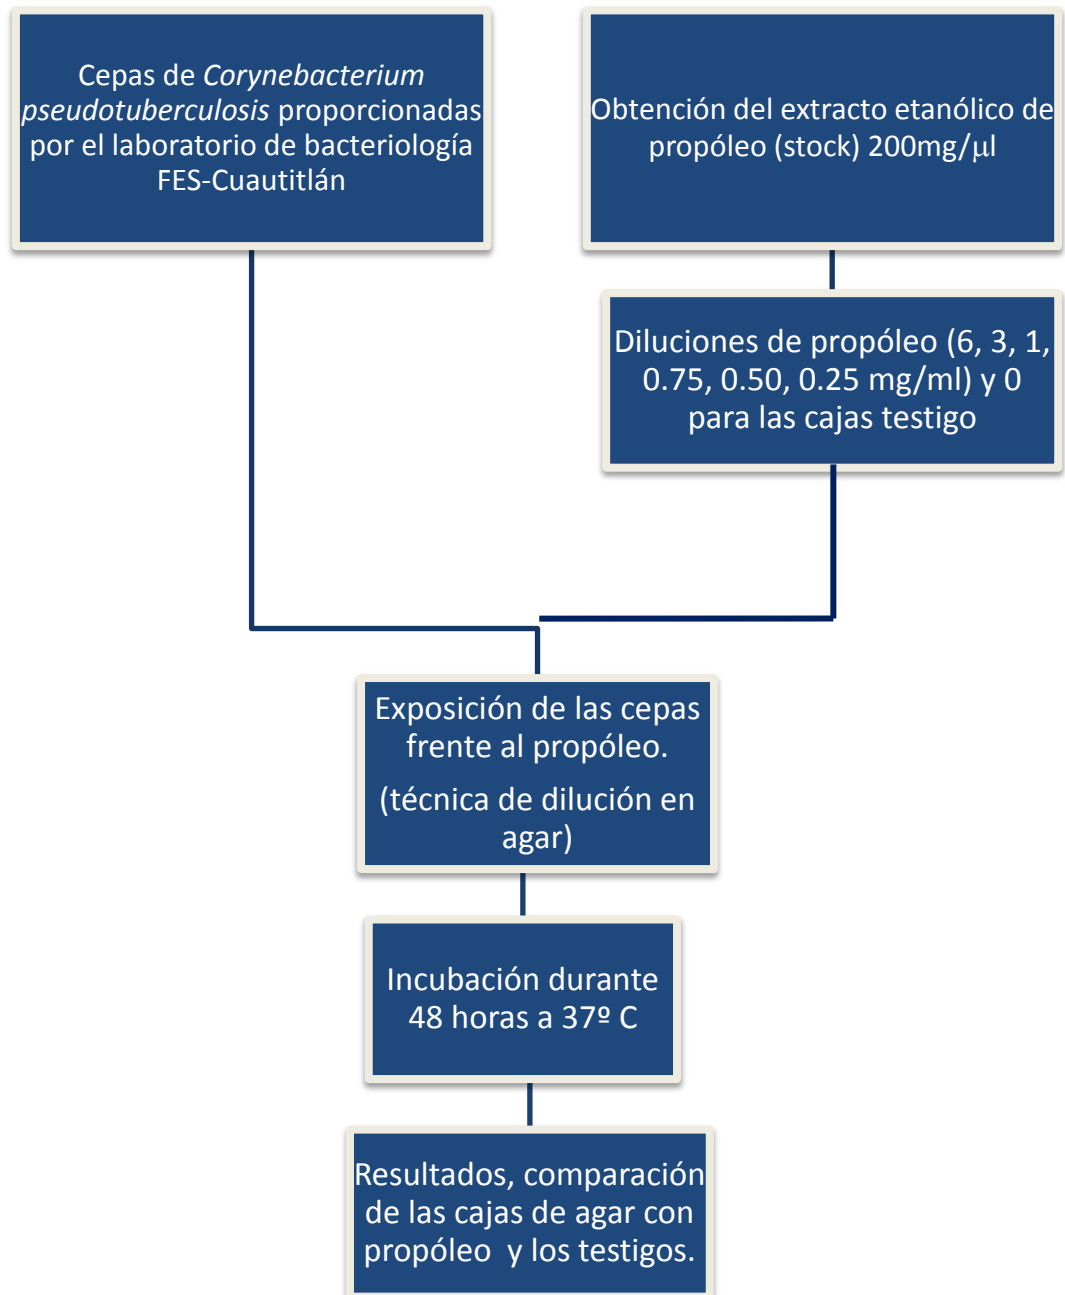 Cepas de Corynebacterium
pseudotuberculosis proporcionadas
por el laboratorio de bacteriología
FES-Cuautitlán
Obtención del extracto etanólico de
propóleo (stock) 200mg/μl
Diluciones de propóleo (6, 3, 1,
0.75, 0.50, 0.25 mg/ml) y 0
para las cajas testigo
Exposición de las cepas
frente al propóleo.
(técnica de dilución en
agar)
Incubación durante
48 horas a 37º C
Resultados, comparación
de las cajas de agar con
propóleo y los testigos.